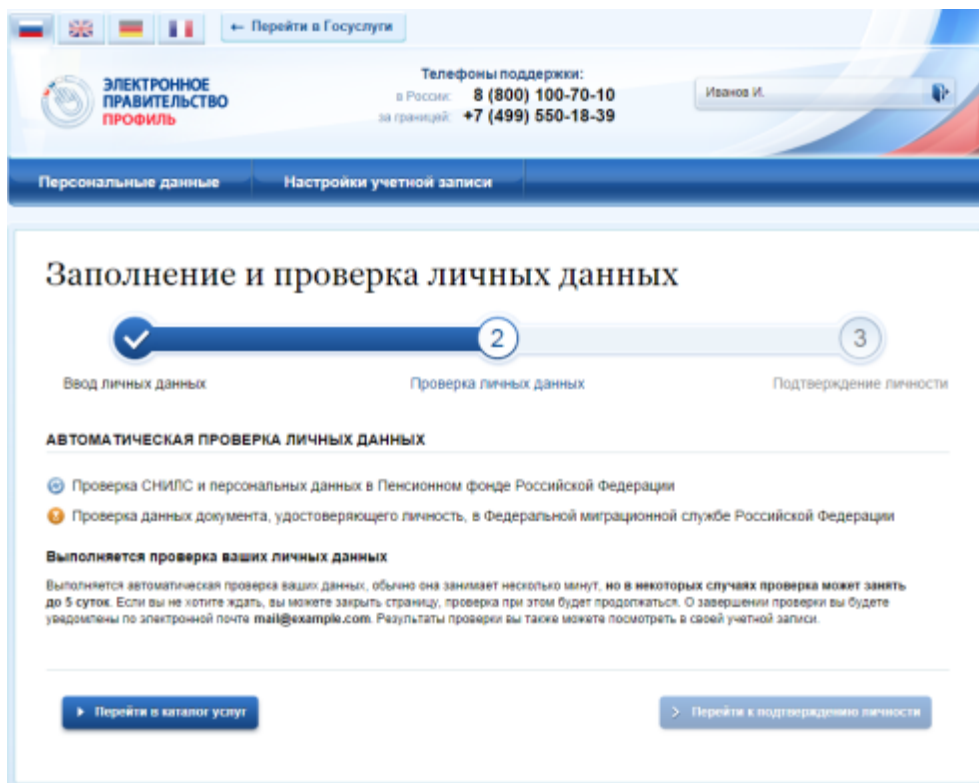 ← Перейти в Госуслуги
ЭЛЕКТРОННОЕ
ПРАВИТЕЛЬСТВО
ПРОФИЛЬ
Телефоны поддержки:
в России: 8 (800) 100-70-10
за границей: +7 (499) 550-18-39
Иванов И.
Персональные данные Настройки учетной записи
Заполнение и проверка личных данных
2 3
Ввод личных данных Проверка личных данных Подтверждение личности
АВТОМАТИЧЕСКАЯ ПРОВЕРКА ЛИЧНЫХ ДАННЫХ
Проверка СНИЛС и персональных данных в Пенсионном фонде Российской Федерации
Проверка данных документа, удостоверяющего личность, в Федеральной миграционной службе Российской Федерации
Выполняется проверка ваших личных данных
Выполняется автоматическая проверка ваших данных, обычно она занимает несколько минут, но в некоторых случаях проверка может занять
до 5 суток. Если вы не хотите ждать, вы можете закрыть страницу, проверка при этом будет продолжаться. О завершении проверки вы будете
уведомлены по электронной почте mail@example.com. Результаты проверки вы также можете посмотреть в своей учетной записи.
Перейти в каталог услуг
Перейти к подтверждению личности